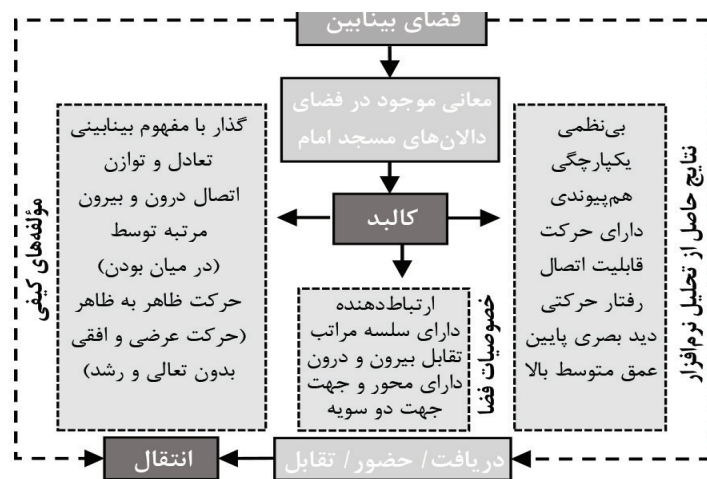 فضای بینابین
معانی موجود در فضای
دالان‌های مسجد امام
کالبد
نتایج حاصل از تحلیل نرم‌افزار
بی‌نظمی
یکپارچگی
هم‌پیوندی
دارای حرکت
قابلیت اتصال
رفتار حرکتی
دید بصری پایین
عمق متوسط بالا
خصوصیات فضا
ارتباط‌دهنده
دارای سلسه مراتب
تقابل بیرون و درون
دارای محور و جهت
جهت دو سویه
گذار با مفهوم بینابینی
تعادل و توازن
اتصال درون و بیرون
مرتبه توسط
(در میان بودن)
حرکت ظاهر به ظاهر
(حرکت عرضی و افقی
بدون تعالی و رشد)
مؤلفه‌های کیفی
دریافت/ حضور/ تقابل
انتقال